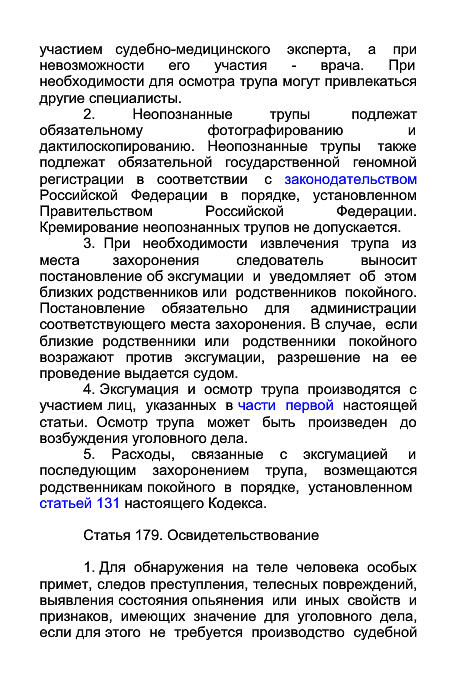 участием судебно-медицинского эксперта, а при
невозможности его участия - врача. При
необходимости для осмотра трупа могут привлекаться
другие специалисты.
2. Неопознанные трупы подлежат
обязательному фотографированию и
дактилоскопированию. Неопознанные трупы также
подлежат обязательной государственной геномной
регистрации в соответствии с законодательством
Российской Федерации в порядке, установленном
Правительством Российской Федерации.
Кремирование неопознанных трупов не допускается.
3. При необходимости извлечения трупа из
места захоронения следователь выносит
постановление об эксгумации и уведомляет об этом
близких родственников или родственников покойного.
Постановление обязательно для администрации
соответствующего места захоронения. В случае, если
близкие родственники или родственники покойного
возражают против эксгумации, разрешение на ее
проведение выдается судом.
4. Эксгумация и осмотр трупа производятся с
участием лиц, указанных в части первой настоящей
статьи. Осмотр трупа может быть произведен до
возбуждения уголовного дела.
5. Расходы, связанные с эксгумацией и
последующим захоронением трупа, возмещаются
родственникам покойного в порядке, установленном
статьей 131 настоящего Кодекса.
Статья 179. Освидетельствование
1. Для обнаружения на теле человека особых
примет, следов преступления, телесных повреждений,
выявления состояния опьянения или иных свойств и
признаков, имеющих значение для уголовного дела,
если для этого не требуется производство судебной